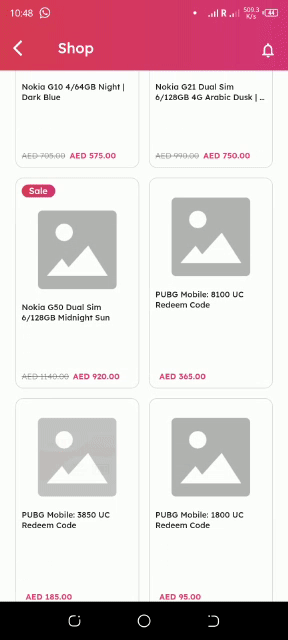 10:48
R
509.3
K/s
44
Shop
Nokia G10 4/64GB Night |
Dark Blue
Nokia G21 Dual Sim
6/128GB 4G Arabic Dusk | ...
AED 705.00 AED 575.00
AED 990.00 AED 750.00
Sale
Nokia G50 Dual Sim
6/128GB Midnight Sun
PUBG Mobile: 8100 UC
Redeem Code
AED 1140.00 AED 920.00
AED 365.00
PUBG Mobile: 3850 UC
Redeem Code
PUBG Mobile: 1800 UC
Redeem Code
AED 185.00
AED 95.00